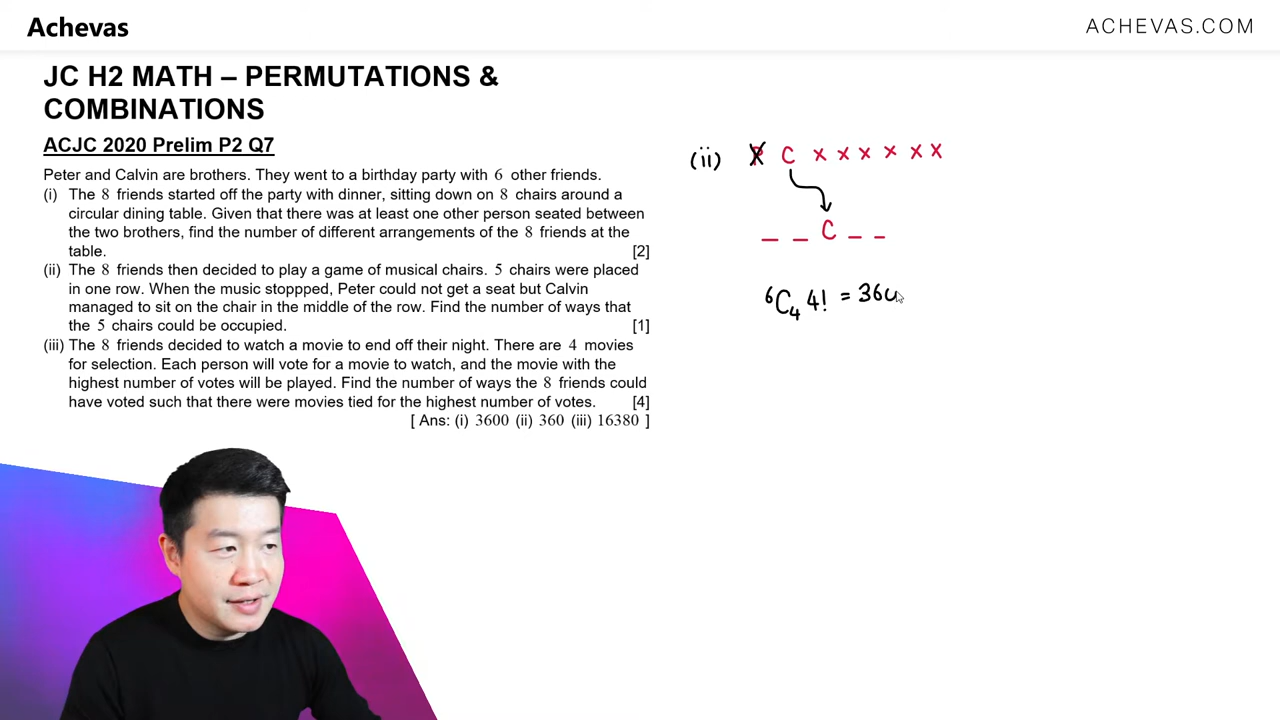 Achevas
ACHEVAS.COM
JC H2 MATH – PERMUTATIONS &
COMBINATIONS
ACJC 2020 Prelim P2 Q7
Peter and Calvin are brothers. They went to a birthday party with 6 other friends.
(i) The 8 friends started off the party with dinner, sitting down on 8 chairs around a
circular dining table. Given that there was at least one other person seated between
the two brothers, find the number of different arrangements of the 8 friends at the
table. [2]
(ii) The 8 friends then decided to play a game of musical chairs. 5 chairs were placed
in one row. When the music stoppped, Peter could not get a seat but Calvin
managed to sit on the chair in the middle of the row. Find the number of ways that
the 5 chairs could be occupied. [1]
(iii) The 8 friends decided to watch a movie to end off their night. There are 4 movies
for selection. Each person will vote for a movie to watch, and the movie with the
highest number of votes will be played. Find the number of ways the 8 friends could
have voted such that there were movies tied for the highest number of votes. [4]
[ Ans: (i) 3600 (ii) 360 (iii) 16380 ]
(ii) P C x x x x x x
_ _ C _ _
⁶C₄ 4! = 360